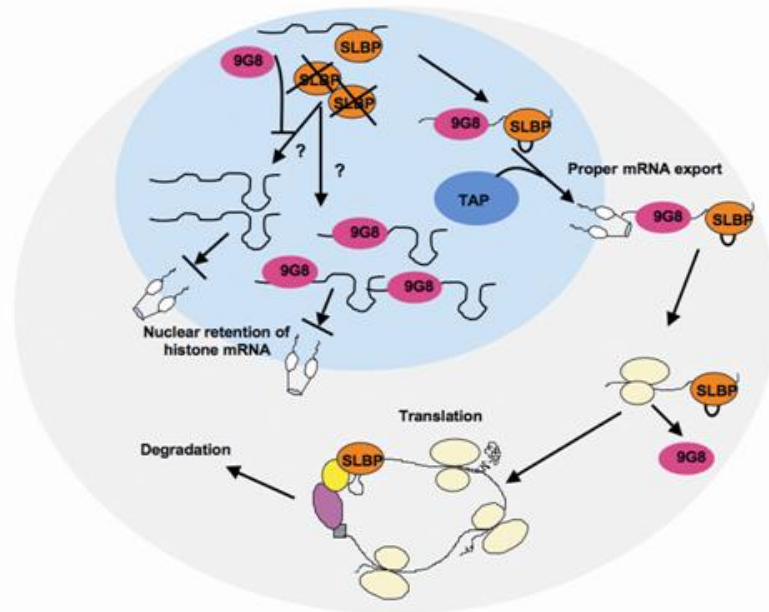 SLBP
9G8
SLBP
SLBP
?
?
9G8
SLBP
Proper mRNA export
TAP
9G8
SLBP
9G8
9G8
9G8
Nuclear retention of
histone mRNA
SLBP
9G8
Translation
Degradation
SLBP